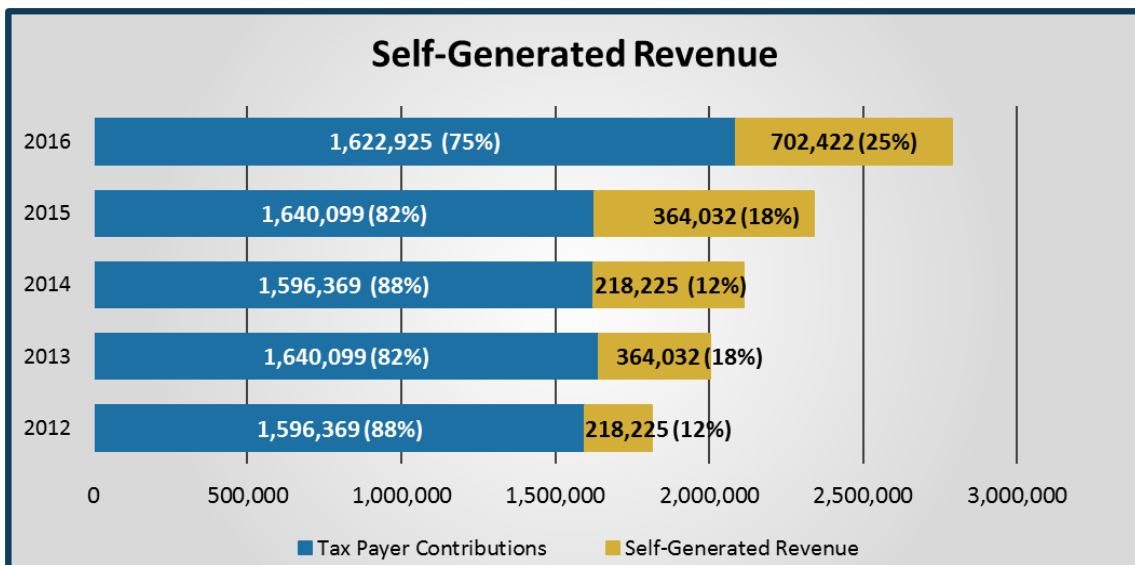 Self-Generated Revenue
2016 1,622,925 (75%) 702,422 (25%)
2015 1,640,099 (82%) 364,032 (18%)
2014 1,596,369 (88%) 218,225 (12%)
2013 1,640,099 (82%) 364,032 (18%)
2012 1,596,369 (88%) 218,225 (12%)
0 500,000 1,000,000 1,500,000 2,000,000 2,500,000 3,000,000
Tax Payer Contributions Self-Generated Revenue